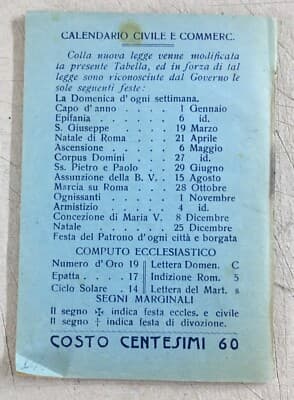 CALENDARIO CIVILE E COMMERC.
Colla nuova legge venne modificata
la presente Tabella, ed in forza di tal
legge sono riconosciute dal Governo le
sole seguenti feste:
La Domenica d'ogni settimana.
Capo d'anno . . . . 1 Gennaio
Epifania . . . . . 6 id.
S. Giuseppe . . . . 19 Marzo
Natale di Roma . . . 21 Aprile
Ascensione . . . . 6 Maggio
Corpus Domini . . . 27 id.
Ss. Pietro e Paolo . . 29 Giugno
Assunzione della B. V. . 15 Agosto
Marcia su Roma . . . 28 Ottobre
Ognissanti . . . . 1 Novembre
Armistizio . . . . 4 id.
Concezione di Maria V. 8 Dicembre
Natale . . . . . 25 Dicembre
Festa del Patrono d'ogni città e borgata
COMPUTO ECCLESIASTICO
Numero d'Oro 19 Lettera Domen. C
Epatta . . . 17 Indizione Rom. 5
Ciclo Solare . 14 Lettera del Mart. s
SEGNI MARGINALI
Il segno ✠ indica festa eccles. e civile
Il segno † indica festa di divozione.
COSTO CENTESIMI 60